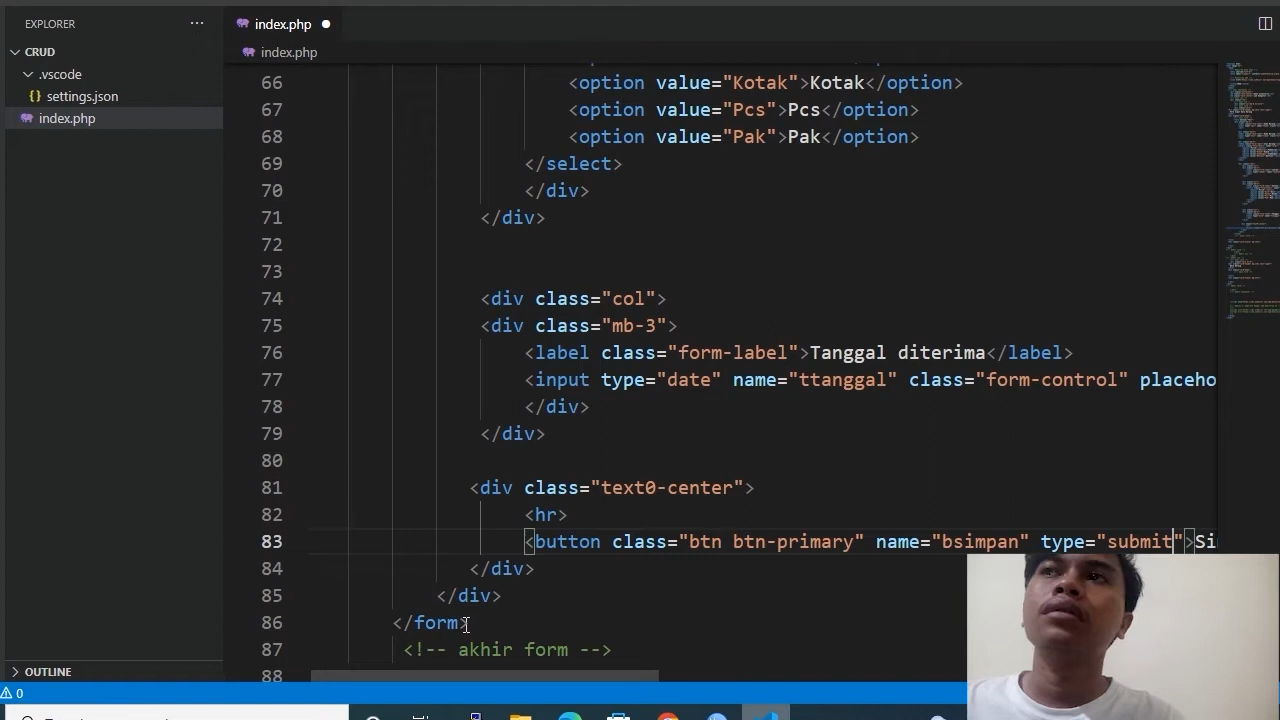 EXPLORER
···
index.php
CRUD
index.php
.vscode
{} settings.json
index.php
66 <option value="Kotak">Kotak</option>
67 <option value="Pcs">Pcs</option>
68 <option value="Pak">Pak</option>
69 </select>
70 </div>
71 </div>
72
73
74 <div class="col">
75 <div class="mb-3">
76 <label class="form-label">Tanggal diterima</label>
77 <input type="date" name="ttanggal" class="form-control" placeho
78 </div>
79 </div>
80
81 <div class="text0-center">
82 <hr>
83 <button class="btn btn-primary" name="bsimpan" type="submit">Si
84 </div>
85 </div>
86 </form>
87 <!-- akhir form -->
88
OUTLINE
0